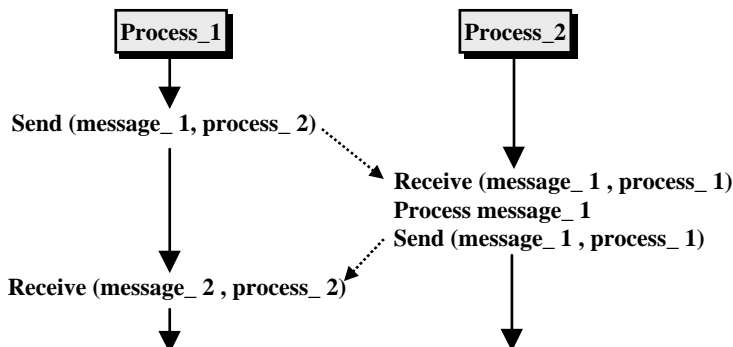 Process_1
Process_2
Send (message_ 1, process_ 2)
Receive (message_ 1 , process_ 1)
Process message_ 1
Send (message_ 1 , process_ 1)
Receive (message_ 2 , process_ 2)